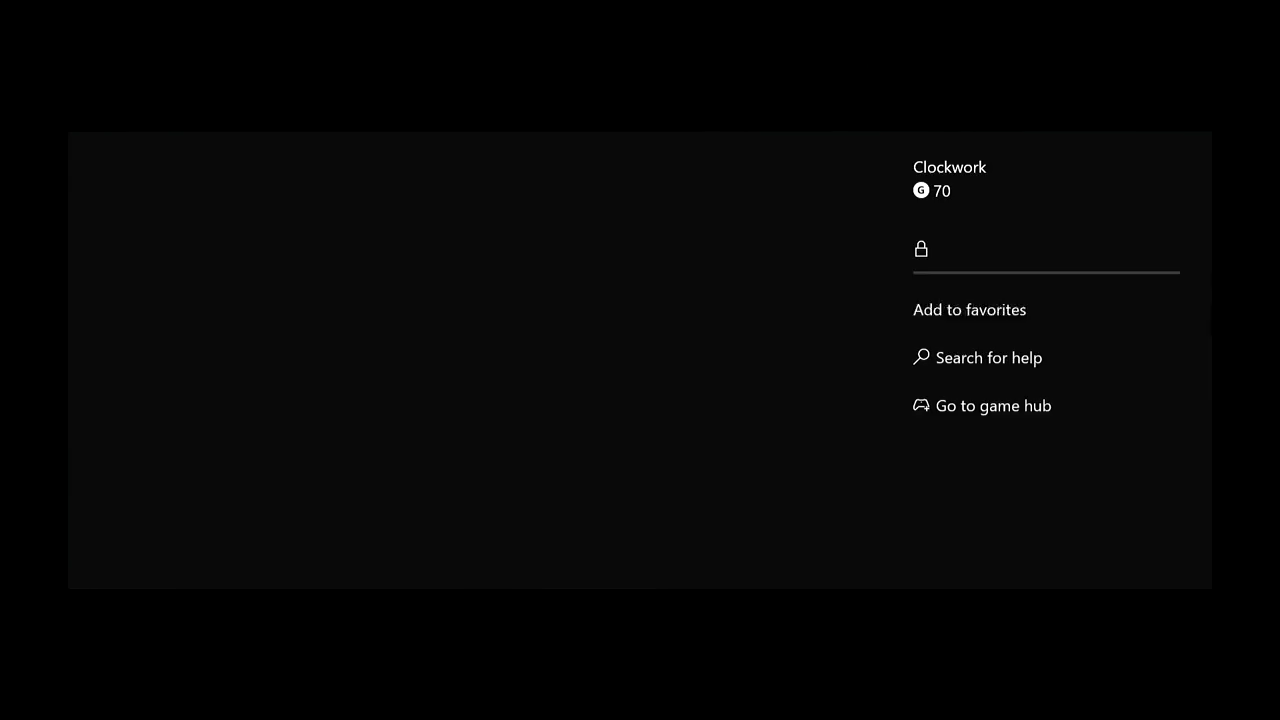 Clockwork
G 70
Add to favorites
Search for help
Go to game hub